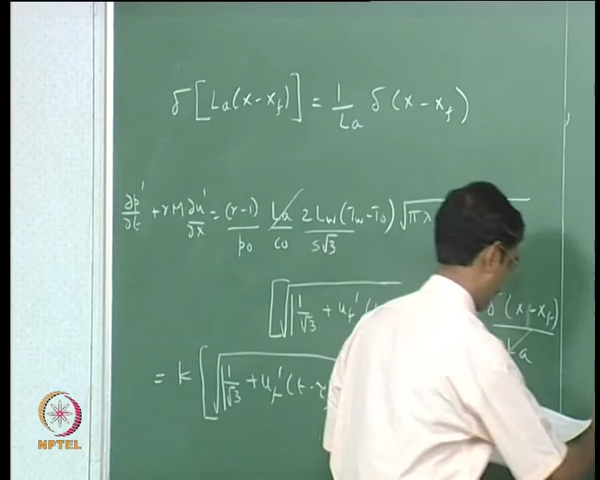 δ[La(x-x_f)] = 1/La δ(x-x_f)
∂p'/∂t + γM ∂u'/∂x = (γ-1)/p₀ La/c₀ 2Lw(Tw-T₀)/S√3 √πλ
[√|1/√3 + u_f'(t δ(x-x_f)/La
= K[√|1/√3 + u_f'(t-τ
NPTEL